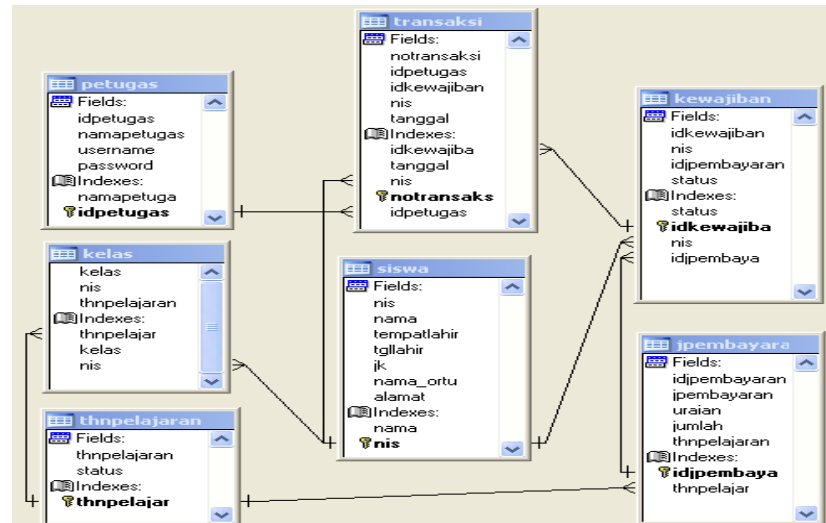 transaksi
Fields:
notransaksi
idpetugas
idkewajiban
nis
tanggal
Indexes:
idkewajiba
tanggal
nis
notransaks
idpetugas
petugas
Fields:
idpetugas
namapetugas
username
password
Indexes:
namapetuga
idpetugas
kewajiban
Fields:
idkewajiban
nis
idjpembayaran
status
Indexes:
status
idkewajiba
nis
idjpembaya
kelas
kelas
nis
thnpelajaran
Indexes:
thnpelajar
kelas
nis
siswa
Fields:
nis
nama
tempatlahir
tgllahir
jk
nama_ortu
alamat
Indexes:
nama
nis
jpembayara
Fields:
idjpembayaran
jpembayaran
uraian
jumlah
thnpelajaran
Indexes:
idjpembaya
thnpelajar
thnpelajaran
Fields:
thnpelajaran
status
Indexes:
thnpelajar